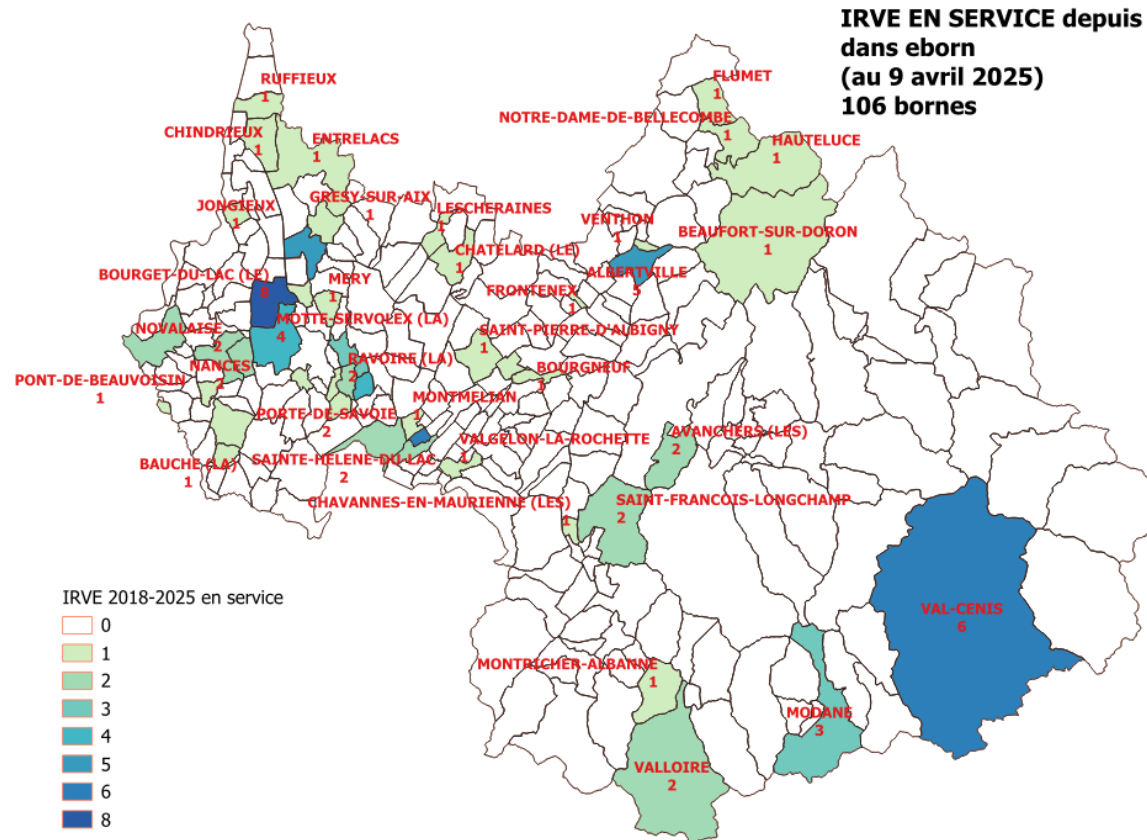 IRVE EN SERVICE depuis
dans eborn
(au 9 avril 2025)
106 bornes
RUFFIEUX
1
FLUMET
1
NOTRE-DAME-DE-BELLECOMBE
1
CHINDRIEUX
1
ENTRELACS
1
HAUTELUCE
1
JONGIEUX
1
GRESY-SUR-AIX
1
LESCHERAINES
1
VENTHON
1
BEAUFORT-SUR-DORON
1
CHATELARD (LE)
1
BOURGET-DU-LAC (LE)
8
MERY
1
ALBERTVILLE
5
FRONTENEX
1
MOTTE-SERVOLEX (LA)
4
NOVALAISE
2
SAINT-PIERRE-D'ALBIGNY
1
NANCES
2
RAVOIRE (LA)
2
BOURGNEUF
1
PONT-DE-BEAUVOISIN
1
MONTMELIAN
1
PORTE-DE-SAVOIE
2
AVANCHERS (LES)
2
VALGELON-LA-ROCHETTE
1
BAUCHE (LA)
1
SAINTE-HELENE-DU-LAC
2
CHAVANNES-EN-MAURIENNE (LES)
1
SAINT-FRANCOIS-LONGCHAMP
2
VAL-CENIS
6
MONTRICHER-ALBANNE
1
MODANE
3
VALLOIRE
2
IRVE 2018-2025 en service
0
1
2
3
4
5
6
8